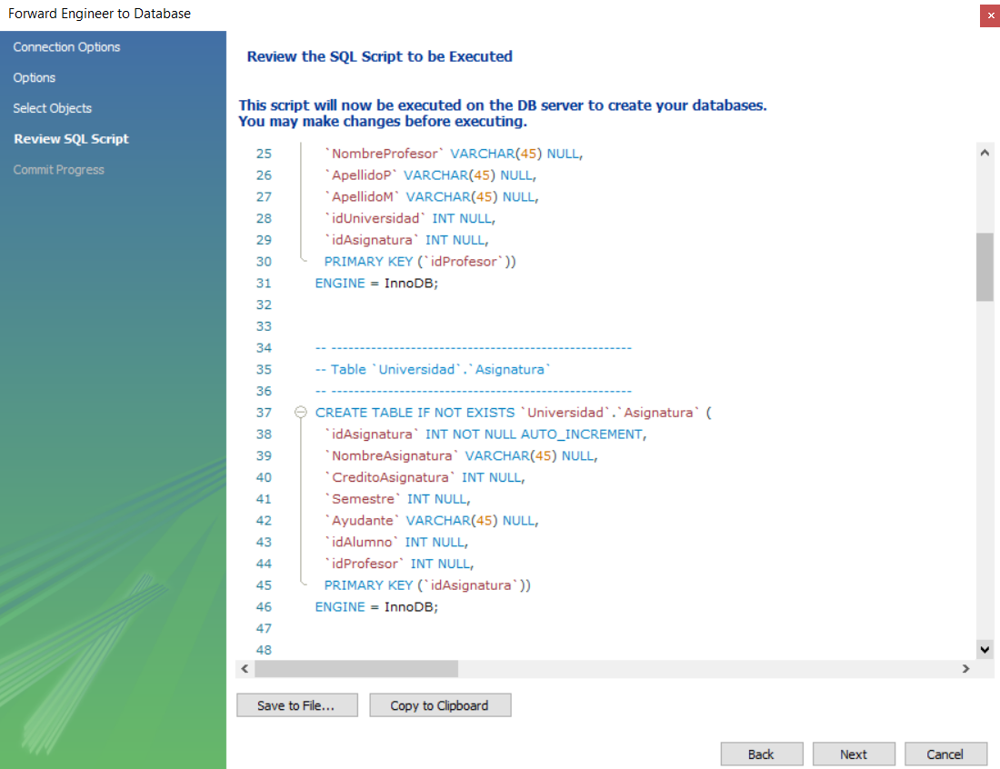 Forward Engineer to Database
Connection Options
Options
Select Objects
Review SQL Script
Commit Progress
Review the SQL Script to be Executed
This script will now be executed on the DB server to create your databases.
You may make changes before executing.
25 `NombreProfesor` VARCHAR(45) NULL,
26 `ApellidoP` VARCHAR(45) NULL,
27 `ApellidoM` VARCHAR(45) NULL,
28 `idUniversidad` INT NULL,
29 `idAsignatura` INT NULL,
30 PRIMARY KEY (`idProfesor`))
31 ENGINE = InnoDB;
32
33
34 -- -----------------------------------------------------
35 -- Table `Universidad`.`Asignatura`
36 -- -----------------------------------------------------
37 CREATE TABLE IF NOT EXISTS `Universidad`.`Asignatura` (
38 `idAsignatura` INT NOT NULL AUTO_INCREMENT,
39 `NombreAsignatura` VARCHAR(45) NULL,
40 `CreditoAsignatura` INT NULL,
41 `Semestre` INT NULL,
42 `Ayudante` VARCHAR(45) NULL,
43 `idAlumno` INT NULL,
44 `idProfesor` INT NULL,
45 PRIMARY KEY (`idAsignatura`))
46 ENGINE = InnoDB;
47
48
Save to File...
Copy to Clipboard
Back
Next
Cancel